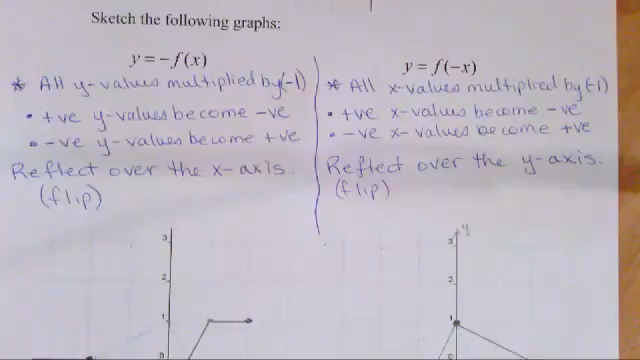 Sketch the following graphs:
y = −f(x)
* All y-values multiplied by (-1)
• +ve y-values become -ve
• -ve y-values become +ve
Reflect over the x-axis.
(flip)
y = f(−x)
* All x-values multiplied by (-1)
• +ve x-values become -ve
• -ve x-values become +ve
Reflect over the y-axis.
(flip)
3
2
1
0
y
3
2
1
0